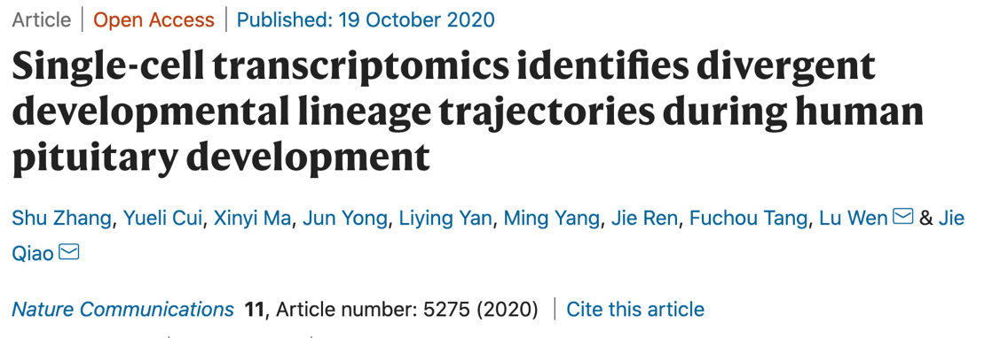 Article | Open Access | Published: 19 October 2020
Single-cell transcriptomics identifies divergent
developmental lineage trajectories during human
pituitary development
Shu Zhang, Yueli Cui, Xinyi Ma, Jun Yong, Liying Yan, Ming Yang, Jie Ren, Fuchou Tang, Lu Wen & Jie
Qiao
Nature Communications 11, Article number: 5275 (2020) | Cite this article